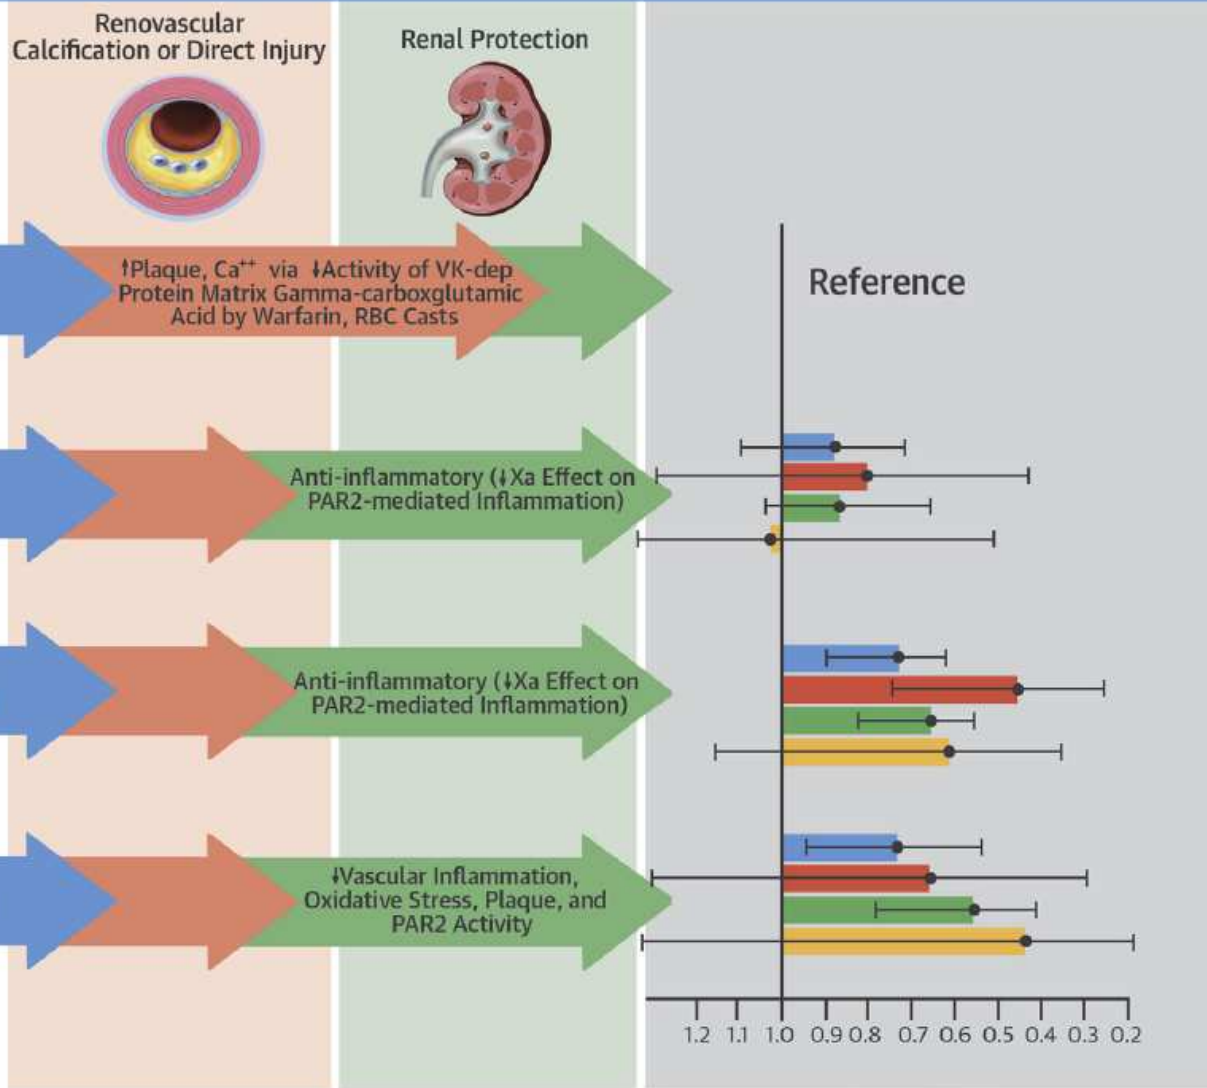 Renovascular
Calcification or Direct Injury
Renal Protection
↑Plaque, Ca⁺⁺ via ↓Activity of VK-dep
Protein Matrix Gamma-carboxglutamic
Acid by Warfarin, RBC Casts
Reference
Anti-inflammatory (↓Xa Effect on
PAR2-mediated Inflammation)
Anti-inflammatory (↓Xa Effect on
PAR2-mediated Inflammation)
↓Vascular Inflammation,
Oxidative Stress, Plaque, and
PAR2 Activity
1.2 1.1 1.0 0.9 0.8 0.7 0.6 0.5 0.4 0.3 0.2